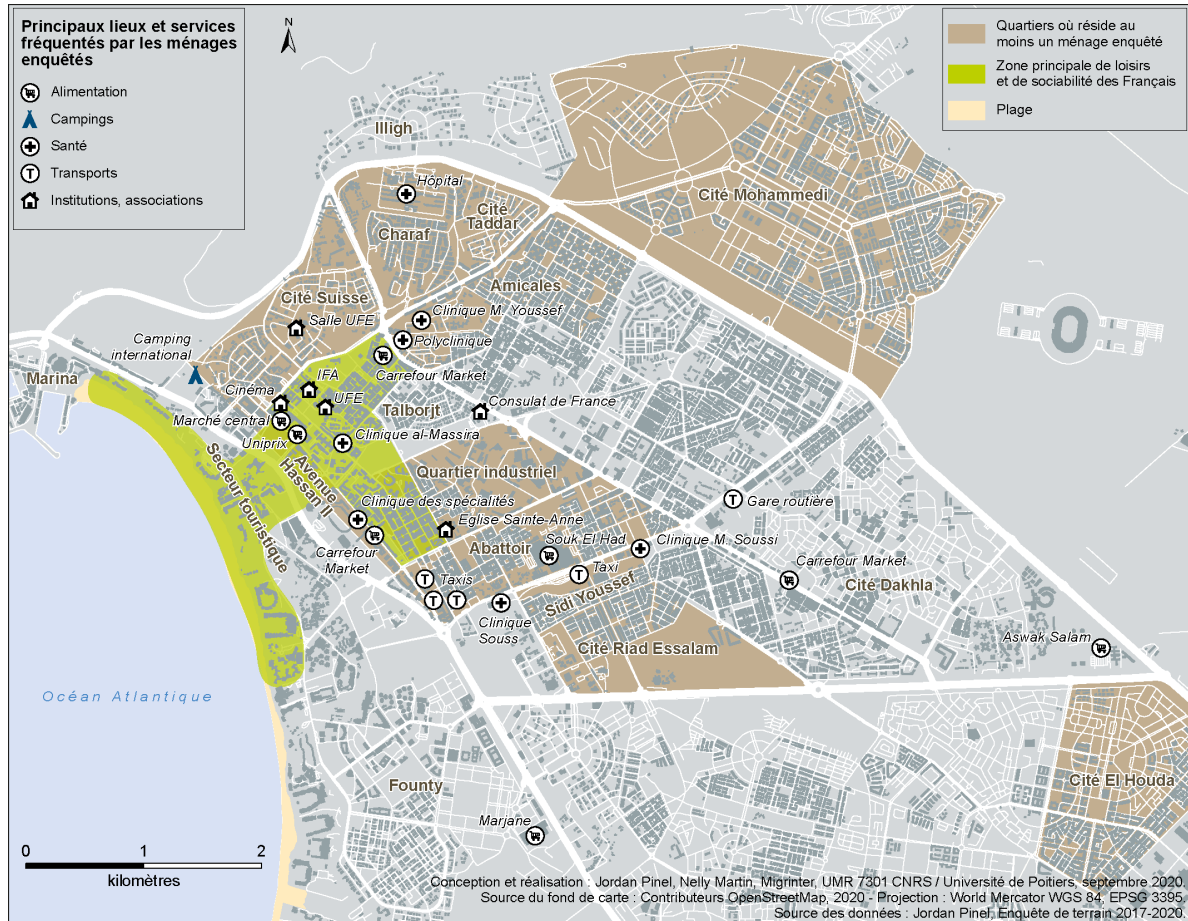 Principaux lieux et services
fréquentés par les ménages
enquêtés
Alimentation
Campings
Santé
Transports
Institutions, associations
N
Quartiers où réside au
moins un ménage enquêté
Zone principale de loisirs
et de sociabilité des Français
Plage
Illigh
Hôpital
Cité
Taddar
Charaf
Cité Mohammedi
Amicales
Cité Suisse
Salle UFE
Clinique M. Youssef
Polyclinique
Camping
international
Carrefour
Market
Marina
IFA
Cinéma
UFE
Talborjt
Consulat de France
Marché central
Uniprix
Clinique al-Massira
Secteur touristique
Avenue
Hassan II
Quartier industriel
Clinique des spécialités
Gare routière
Eglise Sainte-Anne
Souk El Had
Clinique M. Soussi
Abattoir
Carrefour
Market
Taxis
Taxi
Carrefour Market
Cité Dakhla
Sidi Youssef
Clinique
Souss
Cité Riad Essalam
Aswak Salam
Océan Atlantique
Founty
Cité El Houda
Marjane
0 1 2
kilomètres
Conception et réalisation : Jordan Pinel, Nelly Martin, Migrinter, UMR 7301 CNRS / Université de Poitiers, septembre 2020.
Source du fond de carte : Contributeurs OpenStreetMap, 2020 - Projection : World Mercator WGS 84, EPSG 3395.
Source des données : Jordan Pinel, Enquête de terrain 2017-2020.